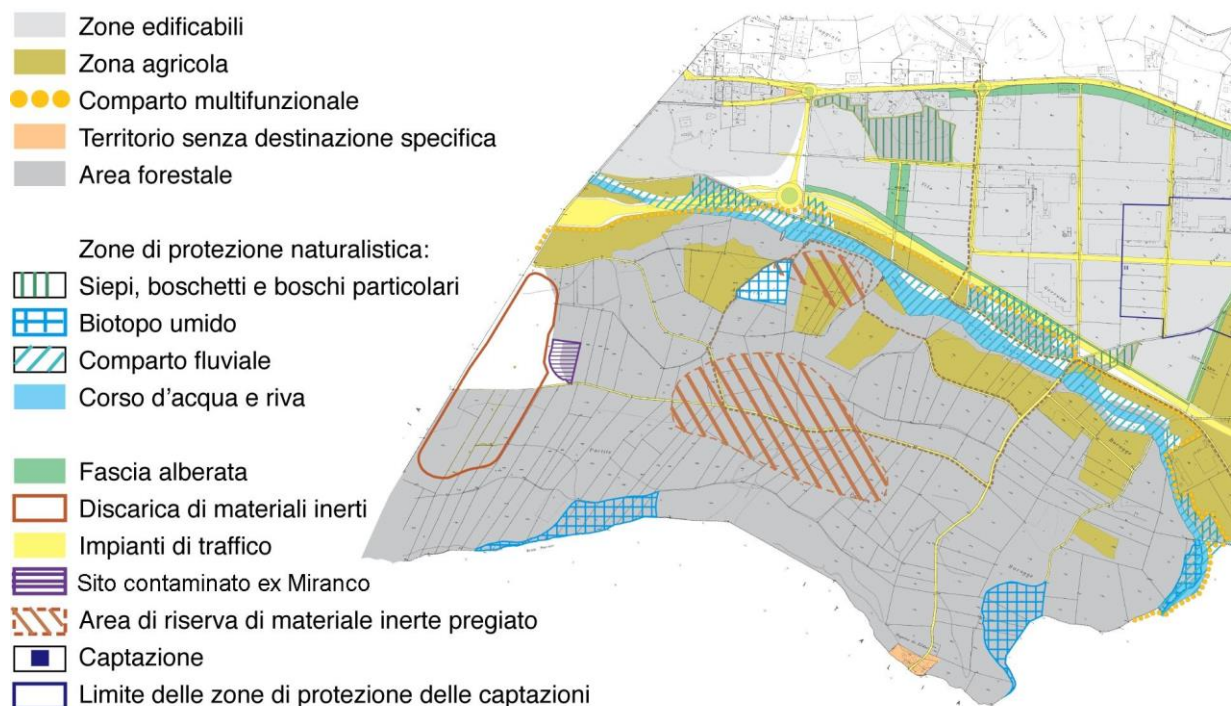 Zone edificabili
Zona agricola
Comparto multifunzionale
Territorio senza destinazione specifica
Area forestale
Zone di protezione naturalistica:
Siepi, boschetti e boschi particolari
Biotopo umido
Comparto fluviale
Corso d'acqua e riva
Fascia alberata
Discarica di materiali inerti
Impianti di traffico
Sito contaminato ex Miranco
Area di riserva di materiale inerte pregiato
Captazione
Limite delle zone di protezione delle captazioni